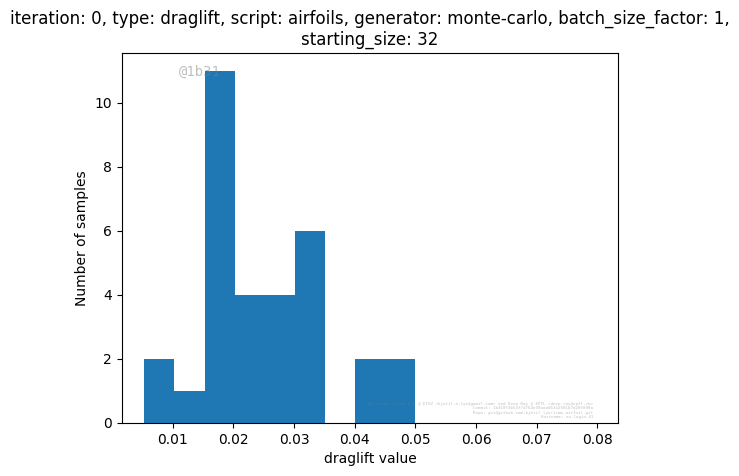 iteration: 0, type: draglift, script: airfoils, generator: monte-carlo, batch_size_factor: 1,
starting_size: 32
@1b31
10
8
6
4
2
0
Number of samples
0.01 0.02 0.03 0.04 0.05 0.06 0.07 0.08
draglift value